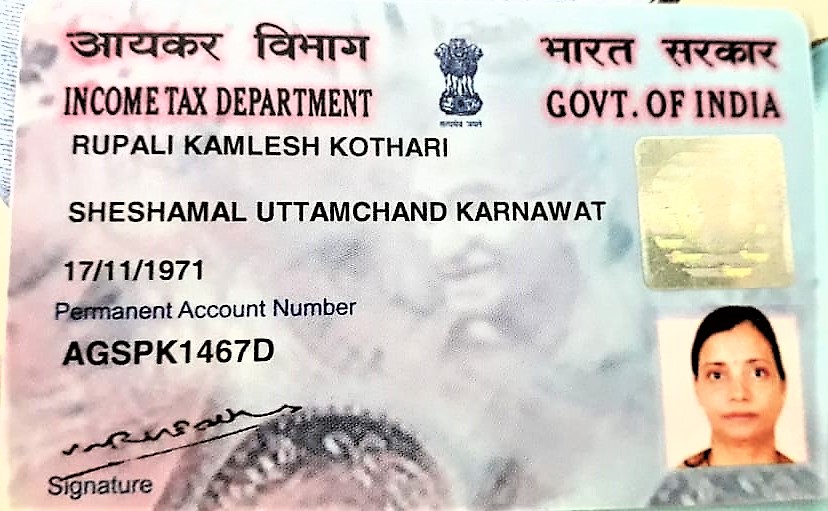 आयकर विभाग
भारत सरकार
INCOME TAX DEPARTMENT
GOVT. OF INDIA
सत्यमेव जयते
RUPALI KAMLESH KOTHARI
SHESHAMAL UTTAMCHAND KARNAWAT
17/11/1971
Permanent Account Number
AGSPK1467D
Signature